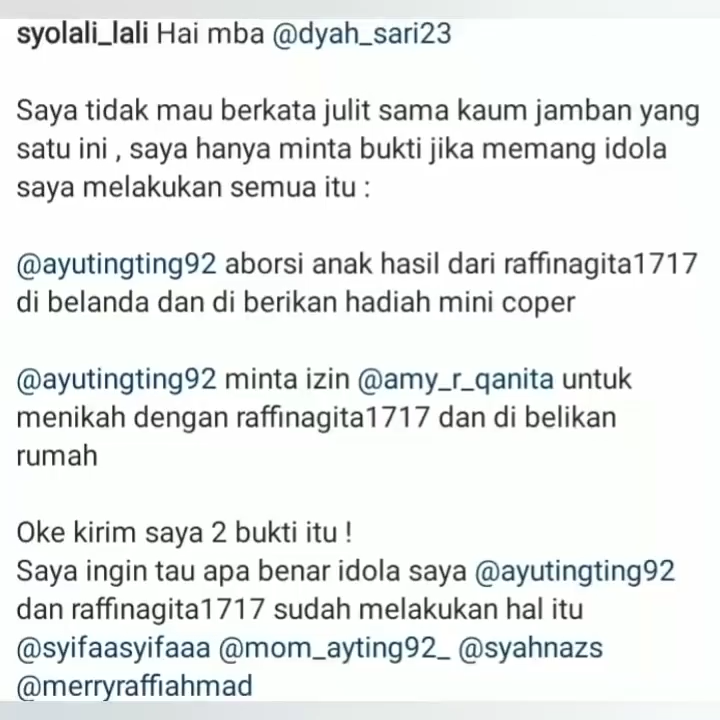 syolali_lali Hai mba @dyah_sari23
Saya tidak mau berkata julit sama kaum jamban yang
satu ini , saya hanya minta bukti jika memang idola
saya melakukan semua itu :
@ayutingting92 aborsi anak hasil dari raffinagita1717
di belanda dan di berikan hadiah mini coper
@ayutingting92 minta izin @amy_r_qanita untuk
menikah dengan raffinagita1717 dan di belikan
rumah
Oke kirim saya 2 bukti itu !
Saya ingin tau apa benar idola saya @ayutingting92
dan raffinagita1717 sudah melakukan hal itu
@syifaasyifaaa @mom_ayting92_ @syahnazs
@merryraffiahmad